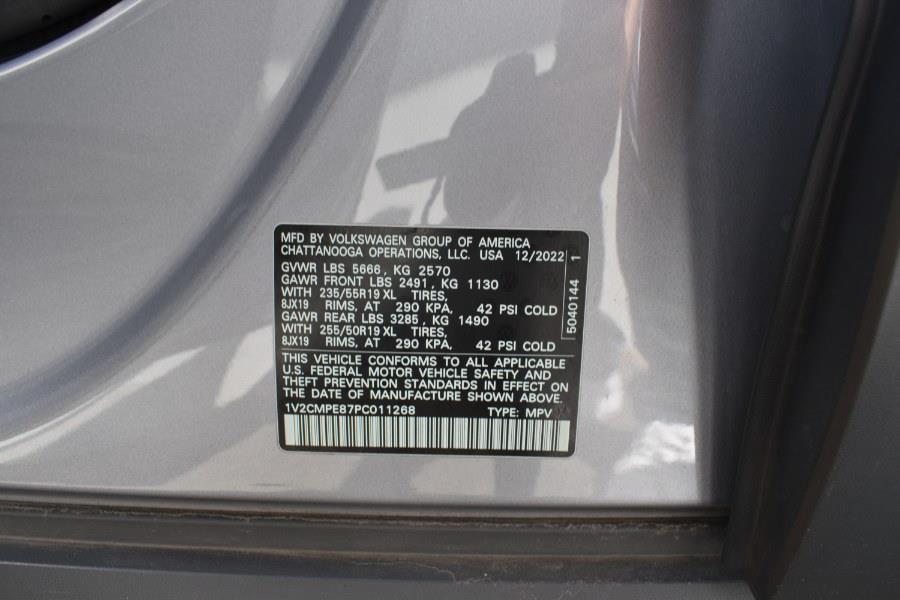 MFD BY VOLKSWAGEN GROUP OF AMERICA
CHATTANOOGA OPERATIONS, LLC. USA 12/2022
GVWR LBS 5666, KG 2570
GAWR FRONT LBS 2491, KG 1130
WITH 235/55R19 XL TIRES,
8JX19 RIMS, AT 290 KPA, 42 PSI COLD
GAWR REAR LBS 3285, KG 1490
WITH 255/50R19 XL TIRES,
8JX19 RIMS, AT 290 KPA, 42 PSI COLD
5040144 1
THIS VEHICLE CONFORMS TO ALL APPLICABLE
U.S. FEDERAL MOTOR VEHICLE SAFETY AND
THEFT PREVENTION STANDARDS IN EFFECT ON
THE DATE OF MANUFACTURE SHOWN ABOVE.
1V2CMPE87PC011268 TYPE: MPV